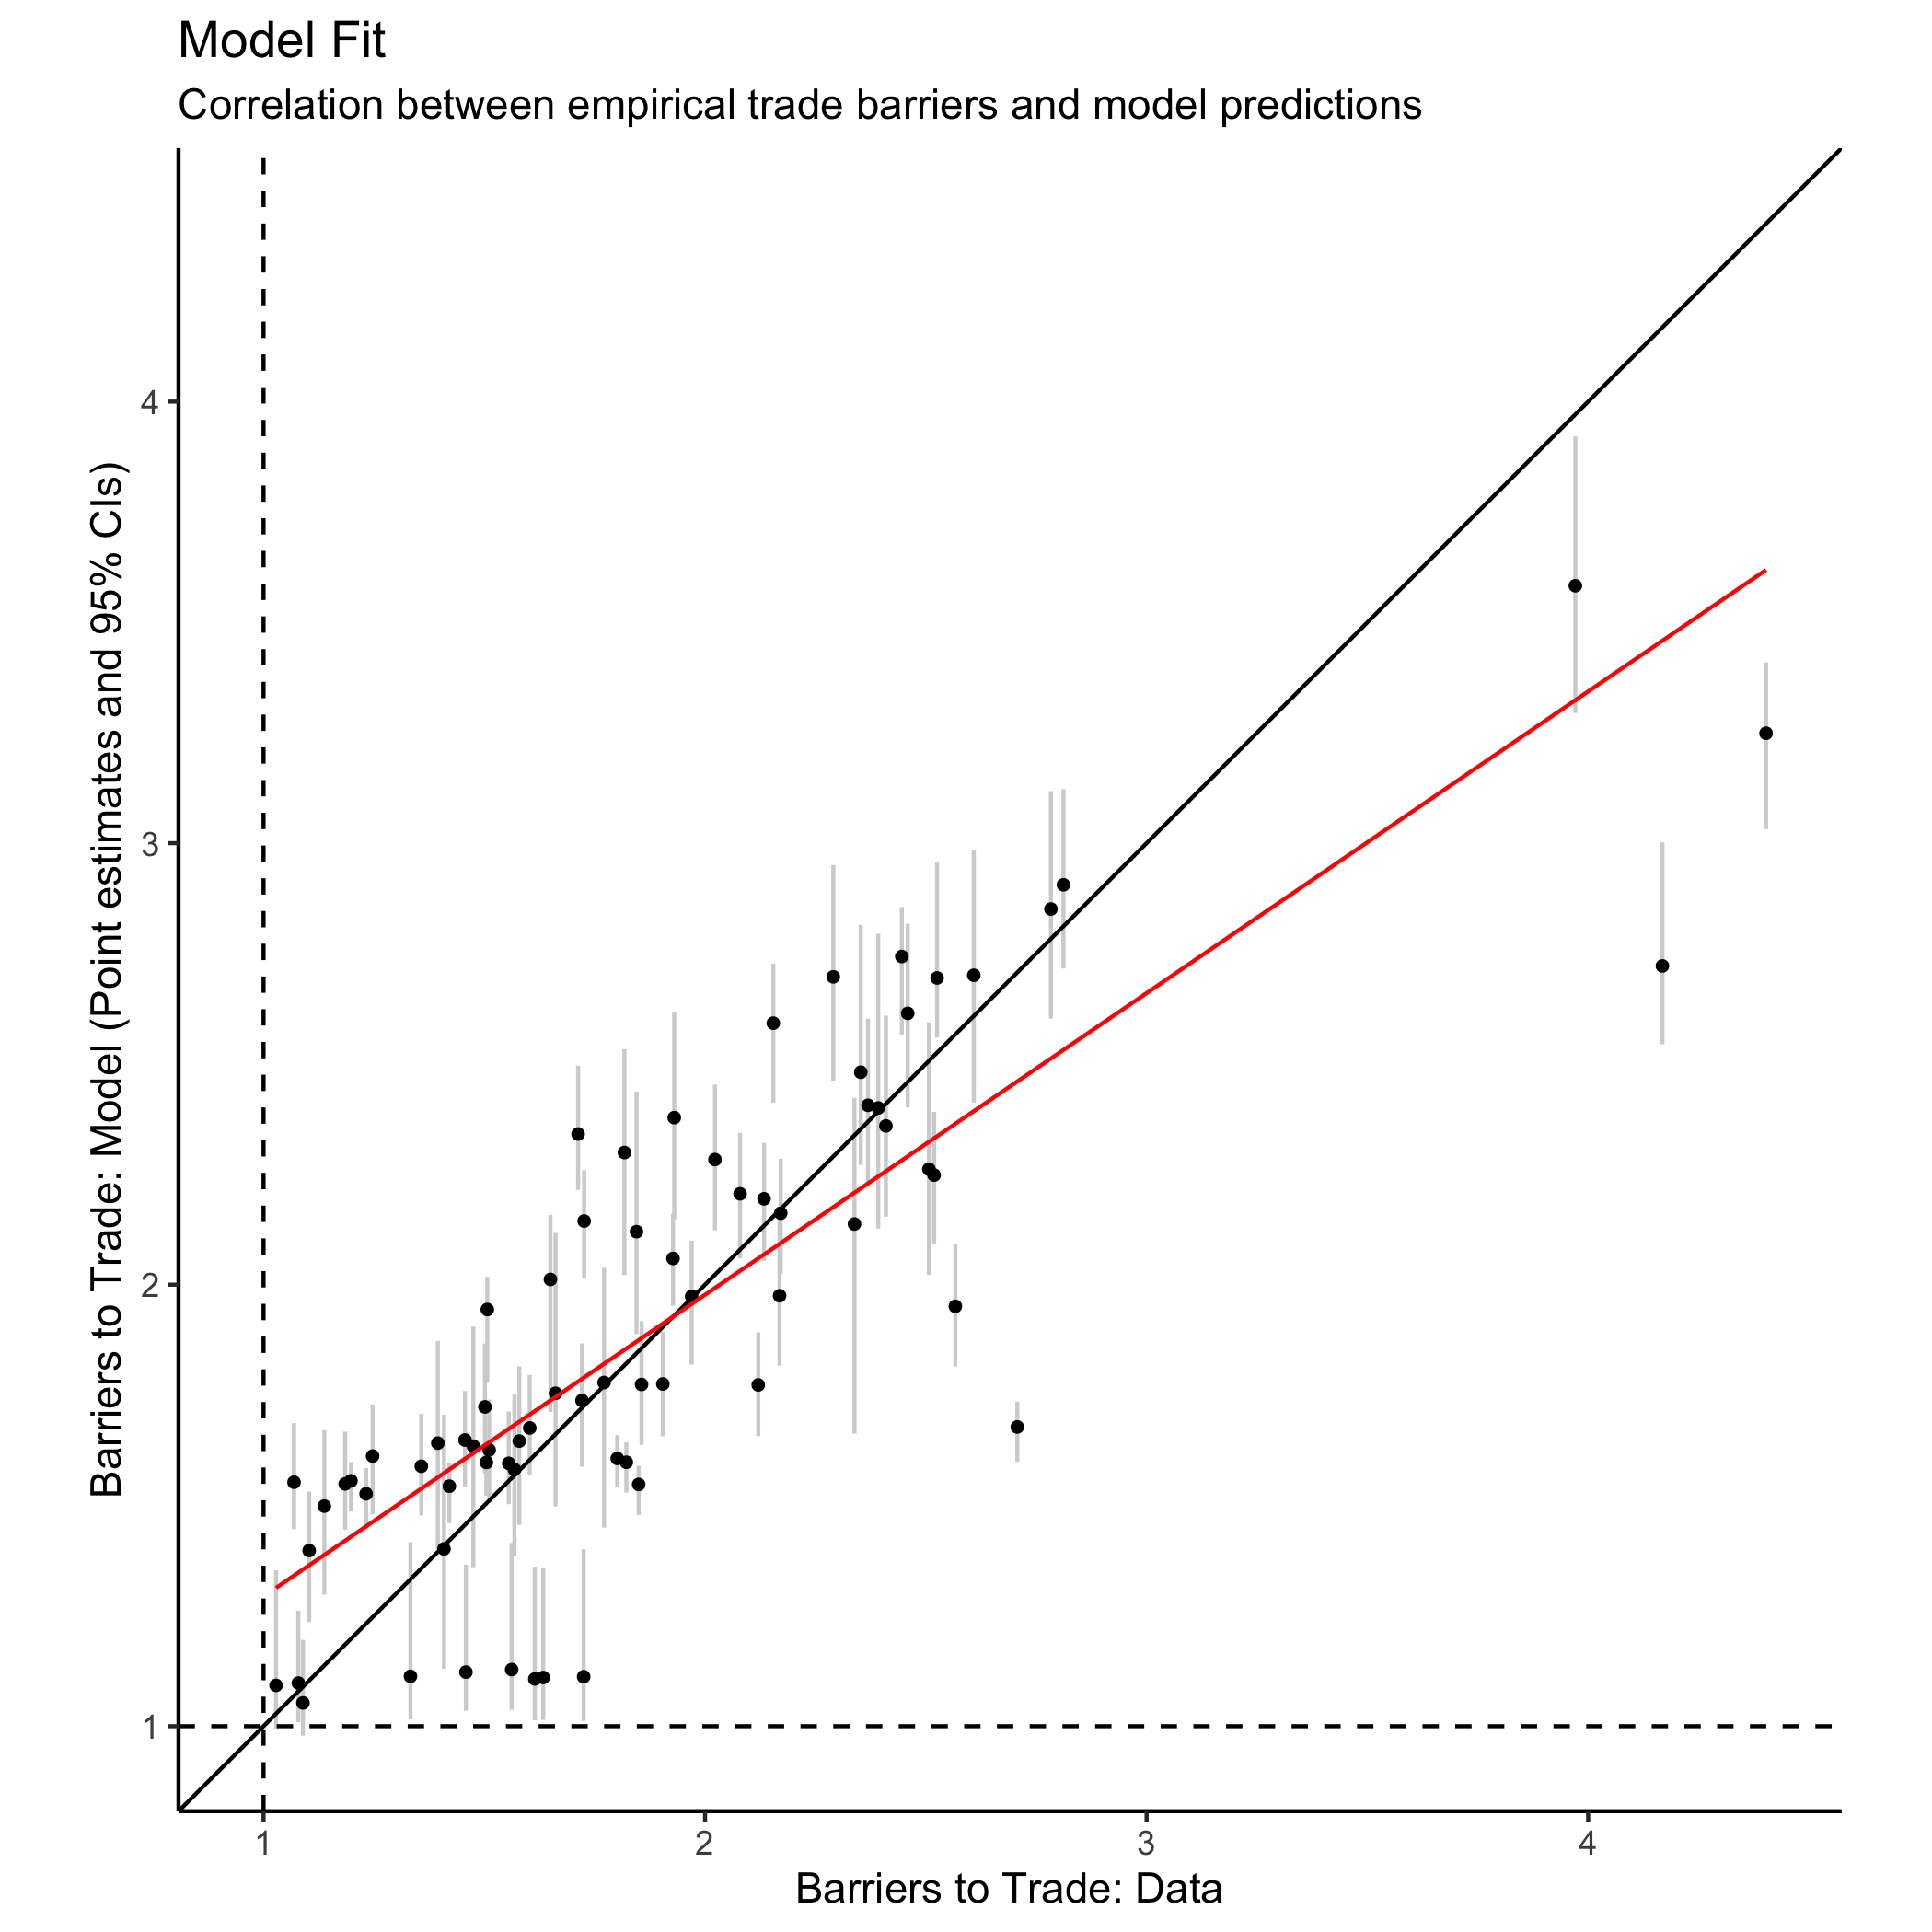 Model Fit
Correlation between empirical trade barriers and model predictions
Barriers to Trade: Model (Point estimates and 95% CIs)
4
3
2
1
1
2
3
4
Barriers to Trade: Data